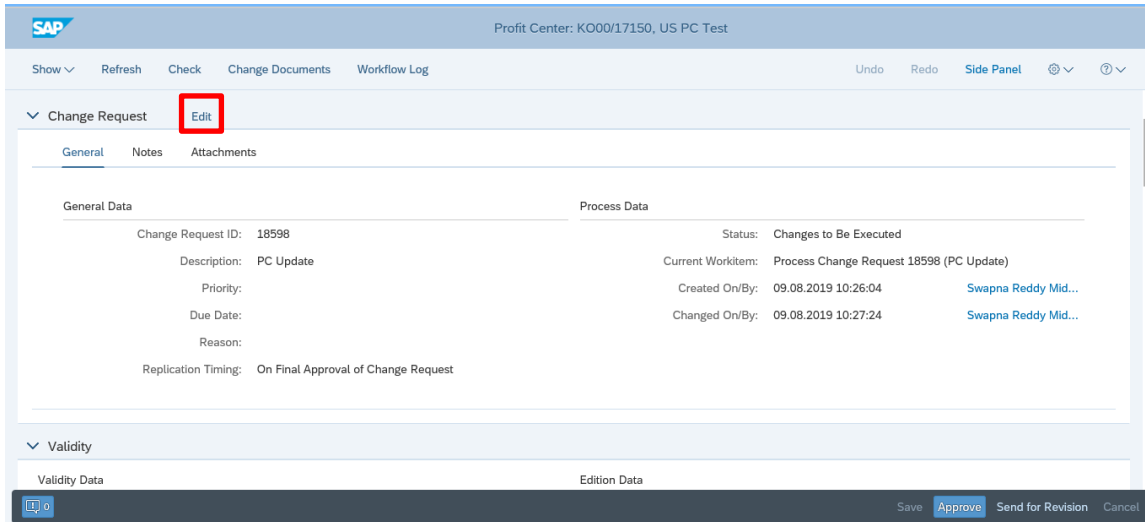 SAP
Profit Center: KO00/17150, US PC Test
Show Refresh Check Change Documents Workflow Log Undo Redo Side Panel
Change Request Edit
General Notes Attachments
General Data Process Data
Change Request ID: 18598 Status: Changes to Be Executed
Description: PC Update Current Workitem: Process Change Request 18598 (PC Update)
Priority: Created On/By: 09.08.2019 10:26:04 Swapna Reddy Mid...
Due Date: Changed On/By: 09.08.2019 10:27:24 Swapna Reddy Mid...
Reason:
Replication Timing: On Final Approval of Change Request
Validity
Validity Data Edition Data
0 Save Approve Send for Revision Cancel